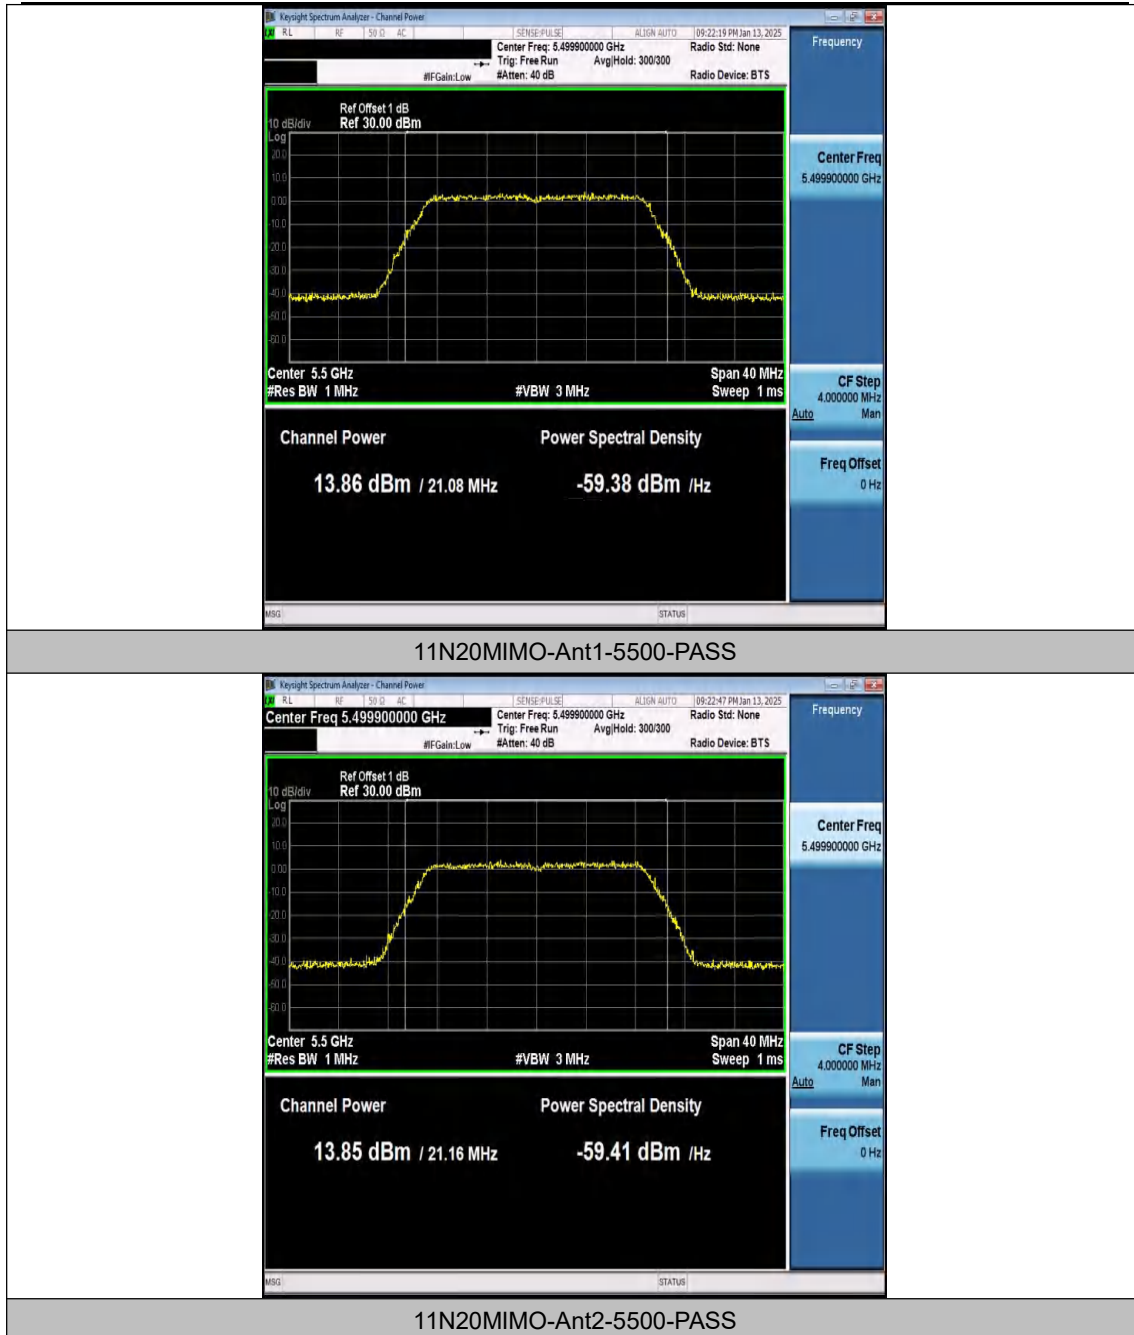 Keysight Spectrum Analyzer - Channel Power
RL RF 50 Ω AC SENSE:PULSE ALIGN AUTO 09:22:19 PM Jan 13, 2025
Center Freq: 5.499900000 GHz Radio Std: None
Trig: Free Run Avg|Hold: 300/300
#IFGain:Low #Atten: 40 dB Radio Device: BTS
Frequency
Ref Offset 1 dB
10 dB/div Ref 30.00 dBm
Log
20.0
10.0
0.00
-10.0
-20.0
-30.0
-40.0
-50.0
-60.0
Center 5.5 GHz Span 40 MHz
#Res BW 1 MHz #VBW 3 MHz Sweep 1 ms
Center Freq
5.499900000 GHz
CF Step
4.000000 MHz
Auto Man
Freq Offset
0 Hz
Channel Power Power Spectral Density
13.86 dBm / 21.08 MHz -59.38 dBm /Hz
MSG STATUS
11N20MIMO-Ant1-5500-PASS
Keysight Spectrum Analyzer - Channel Power
RL RF 50 Ω AC SENSE:PULSE ALIGN AUTO 09:22:47 PM Jan 13, 2025
Center Freq 5.499900000 GHz Center Freq: 5.499900000 GHz Radio Std: None
Trig: Free Run Avg|Hold: 300/300
#IFGain:Low #Atten: 40 dB Radio Device: BTS
Frequency
Ref Offset 1 dB
10 dB/div Ref 30.00 dBm
Log
20.0
10.0
0.00
-10.0
-20.0
-30.0
-40.0
-50.0
-60.0
Center 5.5 GHz Span 40 MHz
#Res BW 1 MHz #VBW 3 MHz Sweep 1 ms
Center Freq
5.499900000 GHz
CF Step
4.000000 MHz
Auto Man
Freq Offset
0 Hz
Channel Power Power Spectral Density
13.85 dBm / 21.16 MHz -59.41 dBm /Hz
MSG STATUS
11N20MIMO-Ant2-5500-PASS